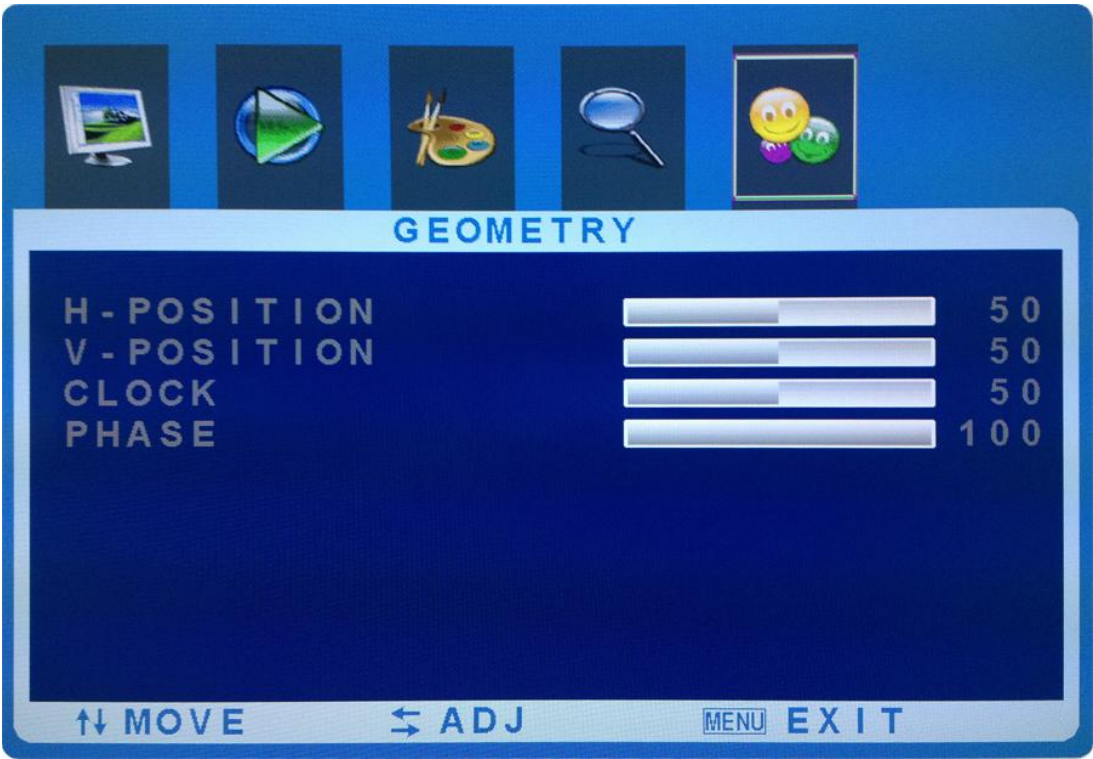 GEOMETRY
H-POSITION 50
V-POSITION 50
CLOCK 50
PHASE 100
↑↓ MOVE ⇆ ADJ MENU EXIT